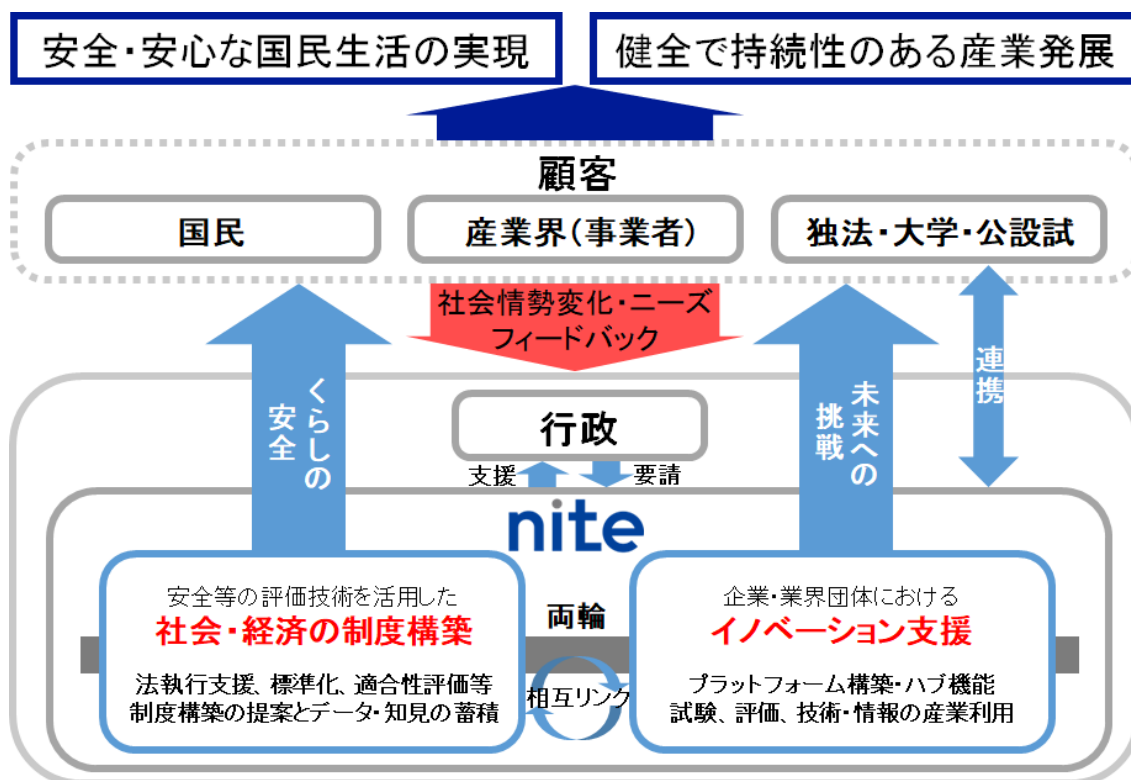 安全・安心な国民生活の実現
健全で持続性のある産業発展
顧客
国民
産業界(事業者)
独法・大学・公設試
社会情勢変化・ニーズ
フィードバック
くらしの
安全
未来への
挑戦
連携
行政
支援
要請
nite
安全等の評価技術を活用した
社会・経済の制度構築
法執行支援、標準化、適合性評価等
制度構築の提案とデータ・知見の蓄積
両輪
相互リンク
企業・業界団体における
イノベーション支援
プラットフォーム構築・ハブ機能
試験、評価、技術・情報の産業利用